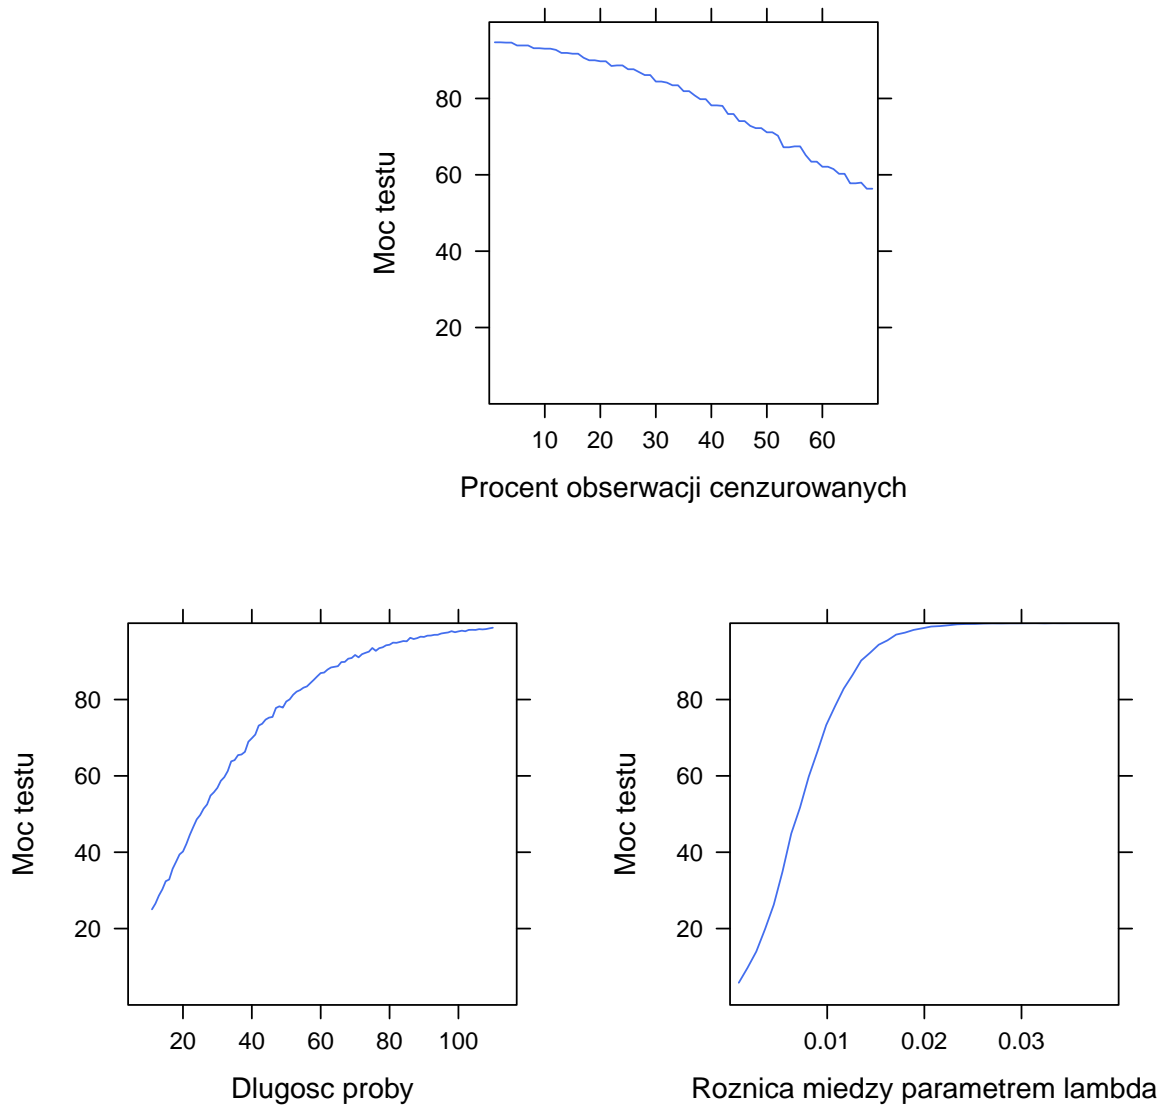 Moc testu
80
60
40
20
10 20 30 40 50 60
Procent obserwacji cenzurowanych
Moc testu
80
60
40
20
20 40 60 80 100
Dlugosc proby
Moc testu
80
60
40
20
0.01 0.02 0.03
Roznica miedzy parametrem lambda